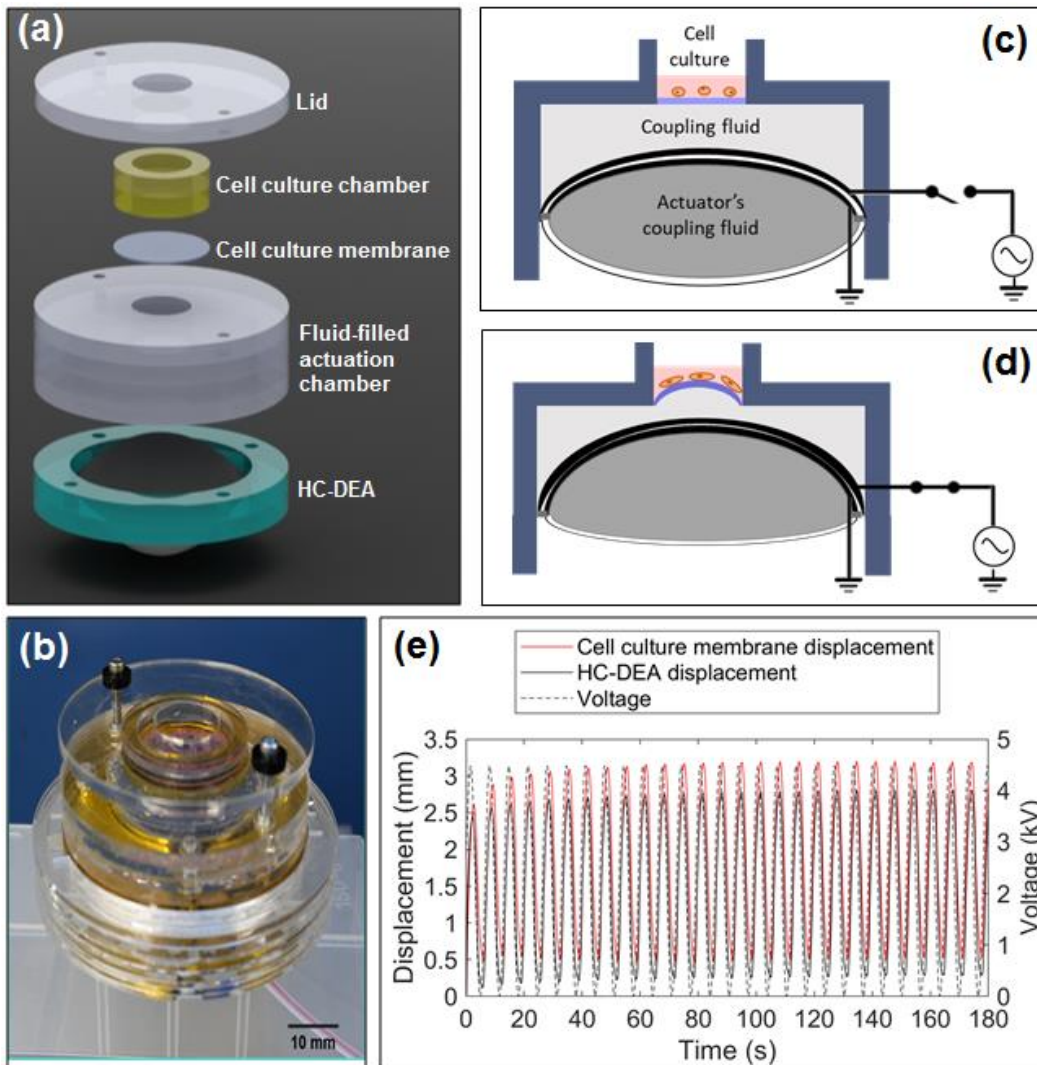 (a)
Lid
Cell culture chamber
Cell culture membrane
Fluid-filled
actuation
chamber
HC-DEA
(b)
10 mm
(c)
Cell
culture
Coupling fluid
Actuator's
coupling fluid
(d)
(e)
Cell culture membrane displacement
HC-DEA displacement
Voltage
Displacement (mm)
3.5
3
2.5
2
1.5
1
0.5
0
0 20 40 60 80 100 120 140 160 180
Time (s)
5
4
3
2
1
0
Voltage (kV)